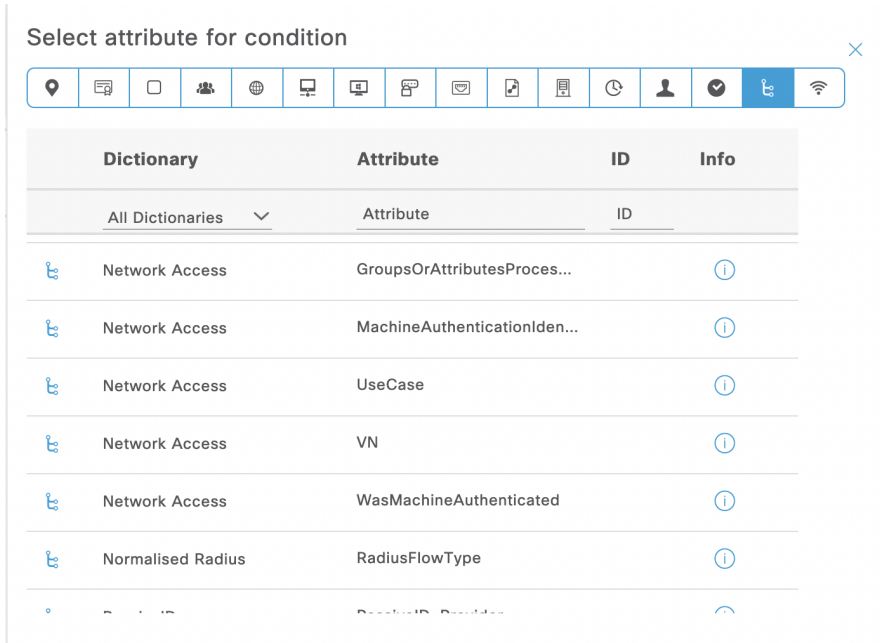 Select attribute for condition
Dictionary Attribute ID Info
All Dictionaries Attribute ID
Network Access GroupsOrAttributesProces...
Network Access MachineAuthenticationIden...
Network Access UseCase
Network Access VN
Network Access WasMachineAuthenticated
Normalised Radius RadiusFlowType